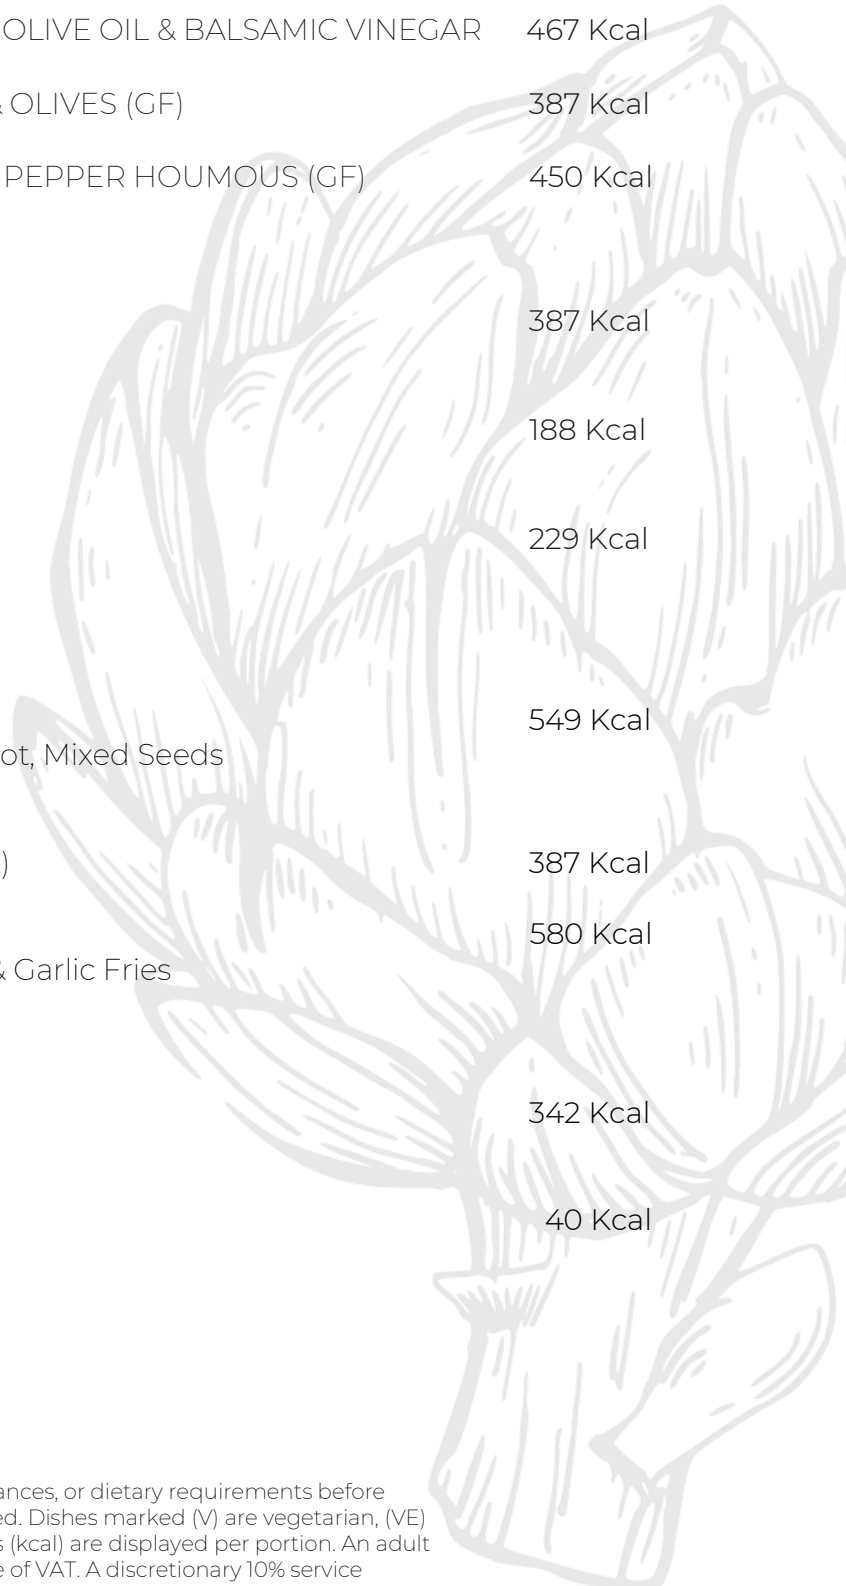 OLIVE OIL & BALSAMIC VINEGAR 467 Kcal
& OLIVES (GF) 387 Kcal
PEPPER HOUMOUS (GF) 450 Kcal
387 Kcal
188 Kcal
229 Kcal
549 Kcal
ot, Mixed Seeds
) 387 Kcal
580 Kcal
& Garlic Fries
342 Kcal
40 Kcal
ances, or dietary requirements before
ed. Dishes marked (V) are vegetarian, (VE)
s (kcal) are displayed per portion. An adult
e of VAT. A discretionary 10% service